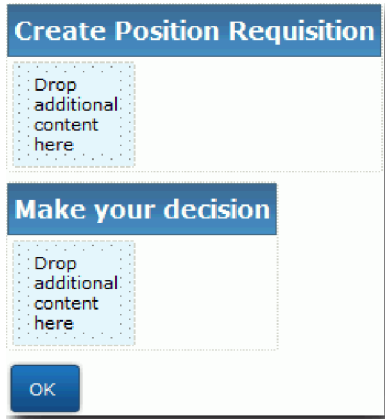 Create Position Requisition
Drop
additional
content
here
Make your decision
Drop
additional
content
here
OK